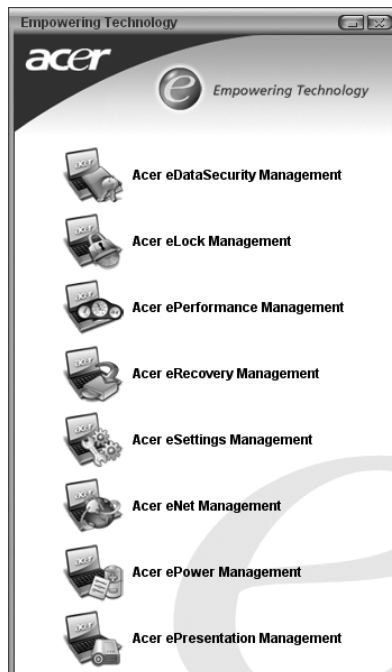 Empowering Technology
acer
e Empowering Technology
Acer eDataSecurity Management
Acer eLock Management
Acer ePerformance Management
Acer eRecovery Management
Acer eSettings Management
Acer eNet Management
Acer ePower Management
Acer ePresentation Management